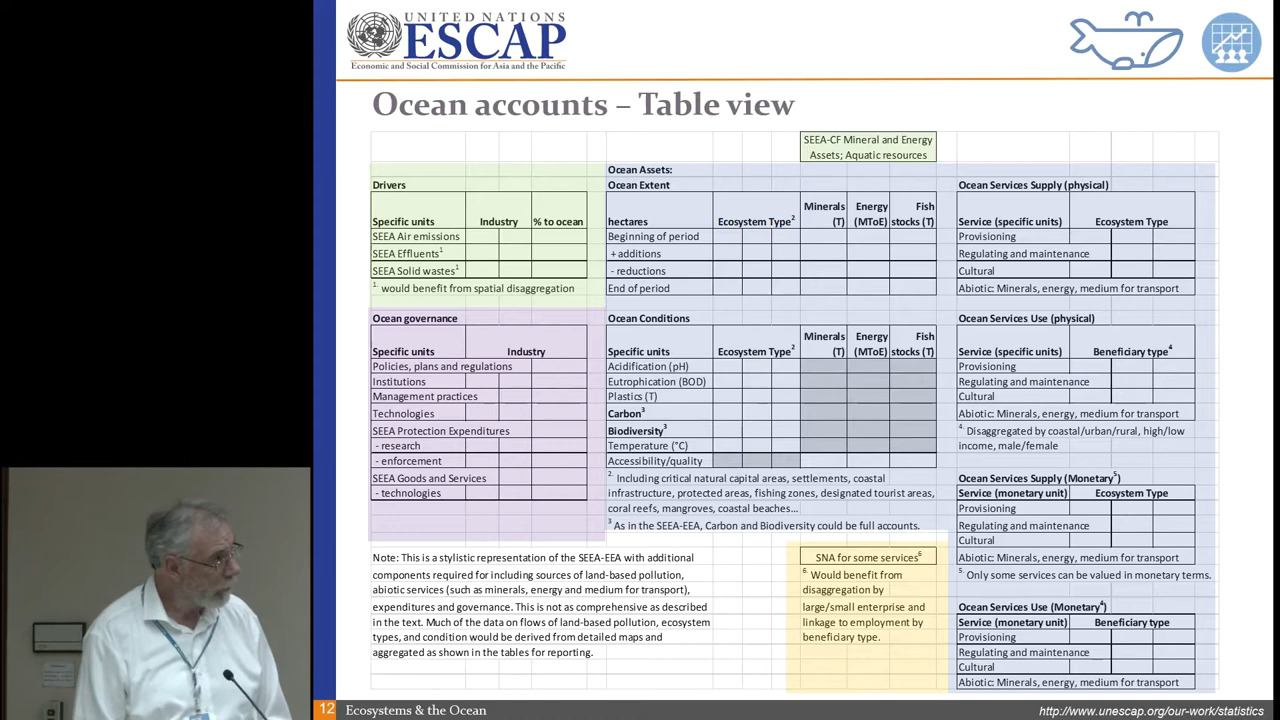 UNITED NATIONS
ESCAP
Economic and Social Commission for Asia and the Pacific
Ocean accounts – Table view
SEEA-CF Mineral and Energy
Assets; Aquatic resources
Drivers
Specific units Industry % to ocean
SEEA Air emissions
SEEA Effluents1
SEEA Solid wastes1
1. would benefit from spatial disaggregation
Ocean governance
Specific units Industry
Policies, plans and regulations
Institutions
Management practices
Technologies
SEEA Protection Expenditures
- research
- enforcement
SEEA Goods and Services
- technologies
Ocean Assets:
Ocean Extent
hectares Ecosystem Type2 Minerals (T) Energy (MToE) Fish stocks (T)
Beginning of period
+ additions
- reductions
End of period
Ocean Conditions
Specific units Ecosystem Type2 Minerals (T) Energy (MToE) Fish stocks (T)
Acidification (pH)
Eutrophication (BOD)
Plastics (T)
Carbon3
Biodiversity3
Temperature (°C)
Accessibility/quality
2. Including critical natural capital areas, settlements, coastal
infrastructure, protected areas, fishing zones, designated tourist areas,
coral reefs, mangroves, coastal beaches...
3 As in the SEEA-EEA, Carbon and Biodiversity could be full accounts.
Ocean Services Supply (physical)
Service (specific units) Ecosystem Type
Provisioning
Regulating and maintenance
Cultural
Abiotic: Minerals, energy, medium for transport
Ocean Services Use (physical)
Service (specific units) Beneficiary type4
Provisioning
Regulating and maintenance
Cultural
Abiotic: Minerals, energy, medium for transport
4. Disaggregated by coastal/urban/rural, high/low
income, male/female
Ocean Services Supply (Monetary5)
Service (monetary unit) Ecosystem Type
Provisioning
Regulating and maintenance
Cultural
Abiotic: Minerals, energy, medium for transport
5. Only some services can be valued in monetary terms.
Ocean Services Use (Monetary4)
Service (monetary unit) Beneficiary type
Provisioning
Regulating and maintenance
Cultural
Abiotic: Minerals, energy, medium for transport
Note: This is a stylistic representation of the SEEA-EEA with additional
components required for including sources of land-based pollution,
abiotic services (such as minerals, energy and medium for transport),
expenditures and governance. This is not as comprehensive as described
in the text. Much of the data on flows of land-based pollution, ecosystem
types, and condition would be derived from detailed maps and
aggregated as shown in the tables for reporting.
SNA for some services6
6. Would benefit from
disaggregation by
large/small enterprise and
linkage to employment by
beneficiary type.
12 Ecosystems & the Ocean
http://www.unescap.org/our-work/statistics